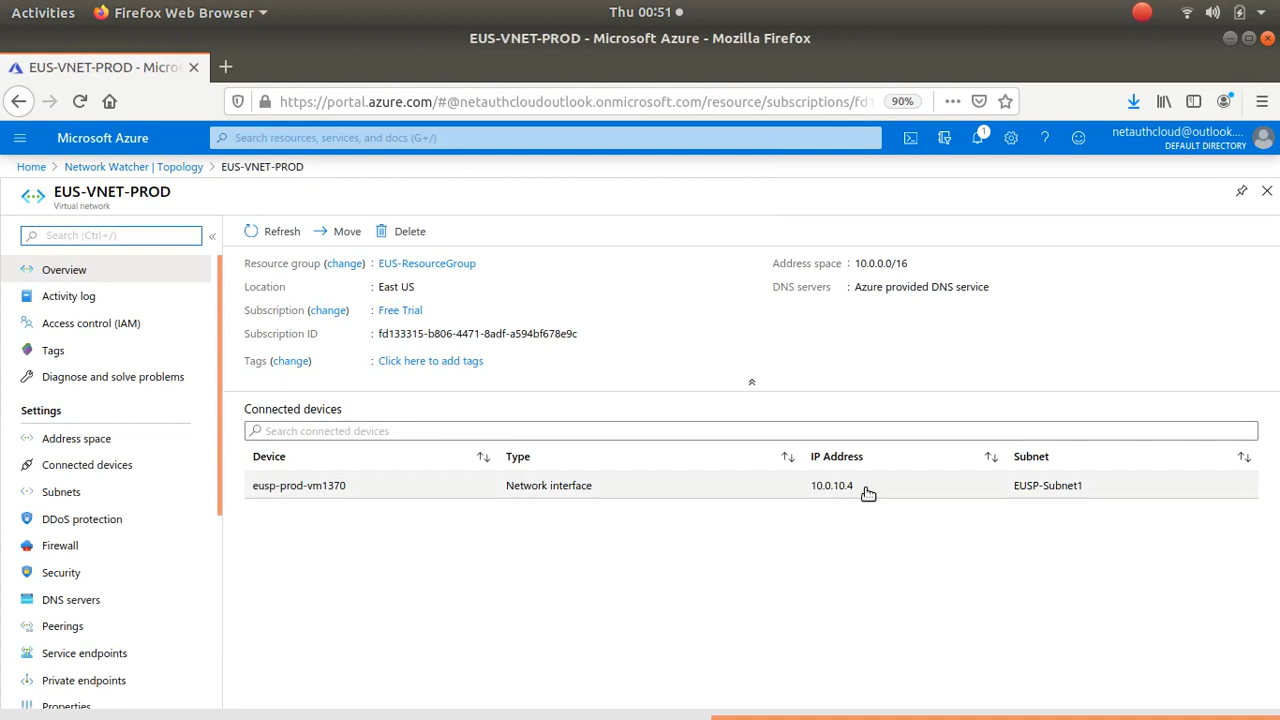 Activities Firefox Web Browser Thu 00:51
EUS-VNET-PROD - Microsoft Azure - Mozilla Firefox
EUS-VNET-PROD - Micros
https://portal.azure.com/#@netauthcloudoutlook.onmicrosoft.com/resource/subscriptions/fd1 90%
Microsoft Azure Search resources, services, and docs (G+/) 1 netauthcloud@outlook....
DEFAULT DIRECTORY
Home > Network Watcher | Topology > EUS-VNET-PROD
EUS-VNET-PROD
Virtual network
Search (Ctrl+/) «
Overview
Activity log
Access control (IAM)
Tags
Diagnose and solve problems
Settings
Address space
Connected devices
Subnets
DDoS protection
Firewall
Security
DNS servers
Peerings
Service endpoints
Private endpoints
Properties
Refresh Move Delete
Resource group (change) : EUS-ResourceGroup
Location : East US
Subscription (change) : Free Trial
Subscription ID : fd133315-b806-4471-8adf-a594bf678e9c
Tags (change) : Click here to add tags
Address space : 10.0.0.0/16
DNS servers : Azure provided DNS service
Connected devices
Search connected devices
Device Type IP Address Subnet
eusp-prod-vm1370 Network interface 10.0.10.4 EUSP-Subnet1